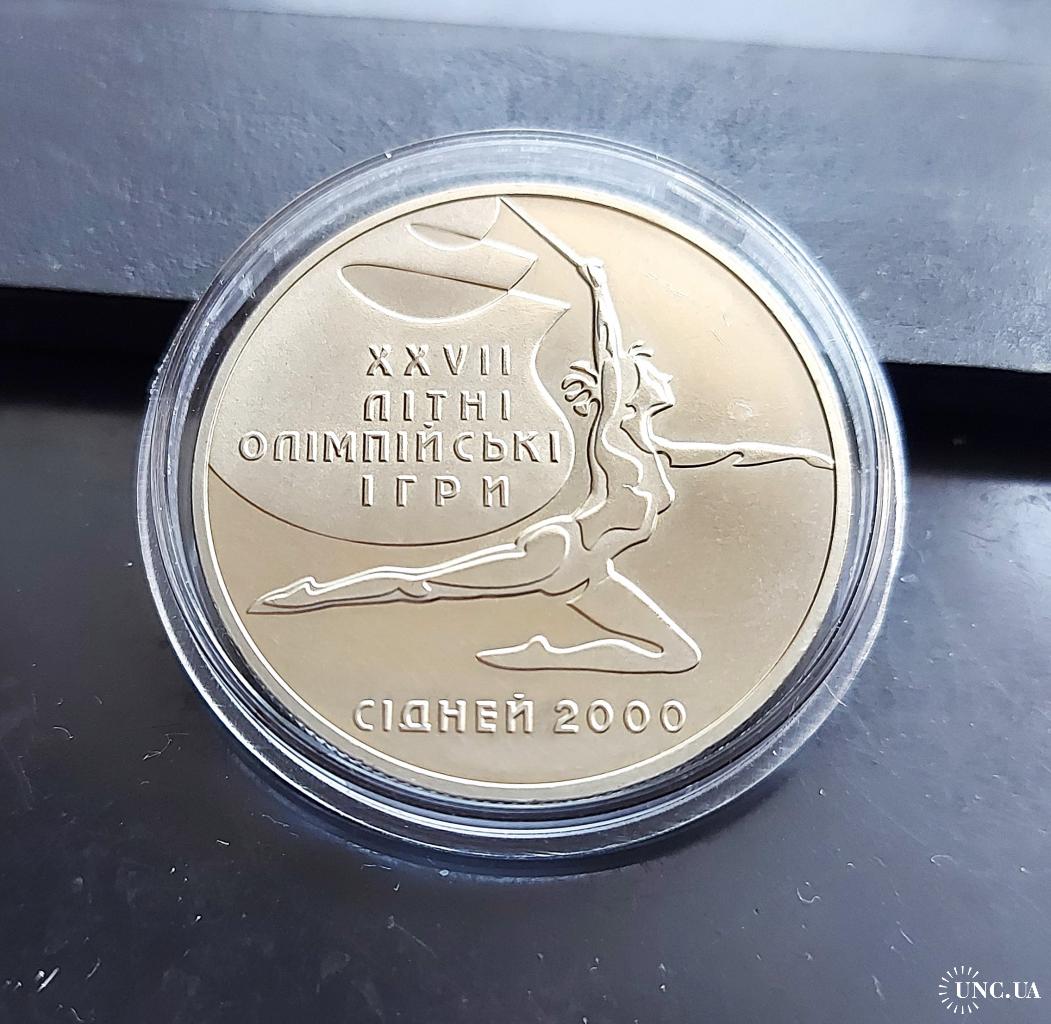 XXVII
ЛІТНІ
ОЛІМПІЙСЬКІ
ІГРИ
СІДНЕЙ 2000
UNC.UA